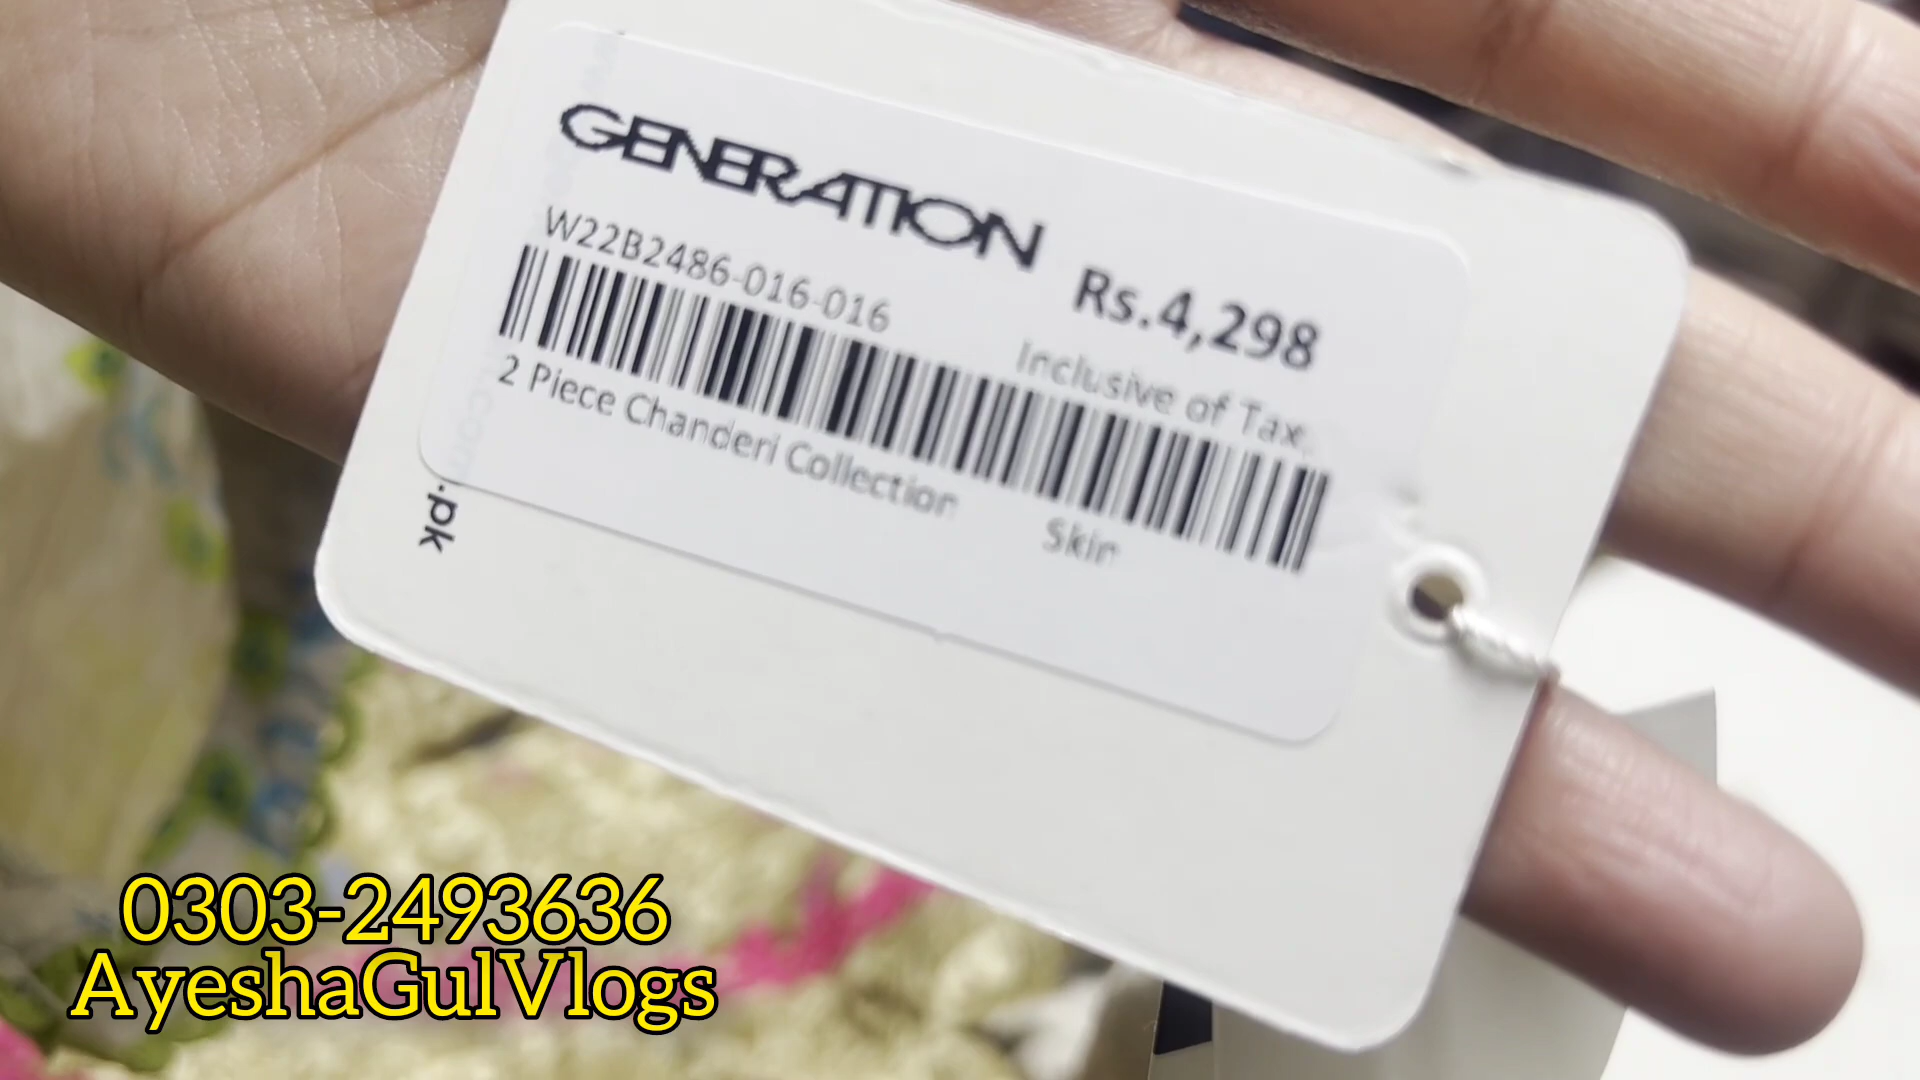 GENERATION
W22B2486-016-016
Rs.4,298
Inclusive of Tax
2 Piece Chanderi Collection
Skin
.pk
0303-2493636
AyeshaGulVlogs